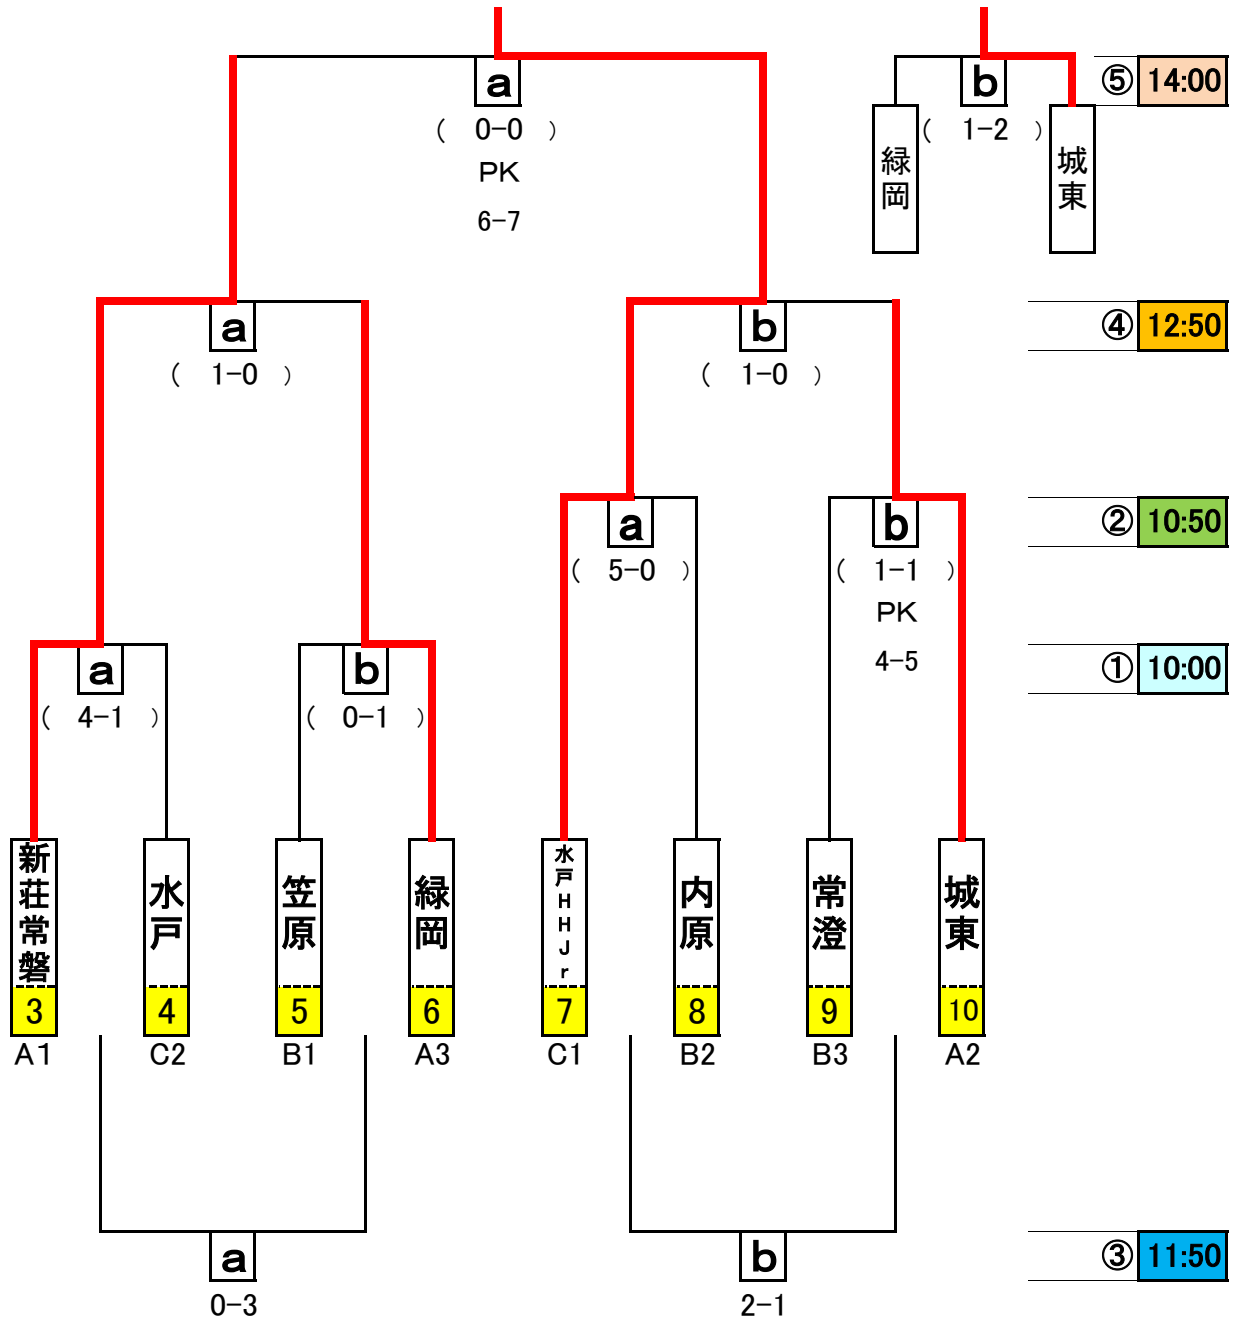 a
b
⑤ 14:00
( 0-0 )
( 1-2 )
PK
6-7
緑岡
城東
a
b
④ 12:50
( 1-0 )
( 1-0 )
a
b
② 10:50
( 5-0 )
( 1-1 )
PK
4-5
a
b
① 10:00
( 4-1 )
( 0-1 )
新荘常磐
水戸
笠原
緑岡
水戸HHJr
内原
常澄
城東
3
4
5
6
7
8
9
10
A1
C2
B1
A3
C1
B2
B3
A2
a
b
③ 11:50
0-3
2-1